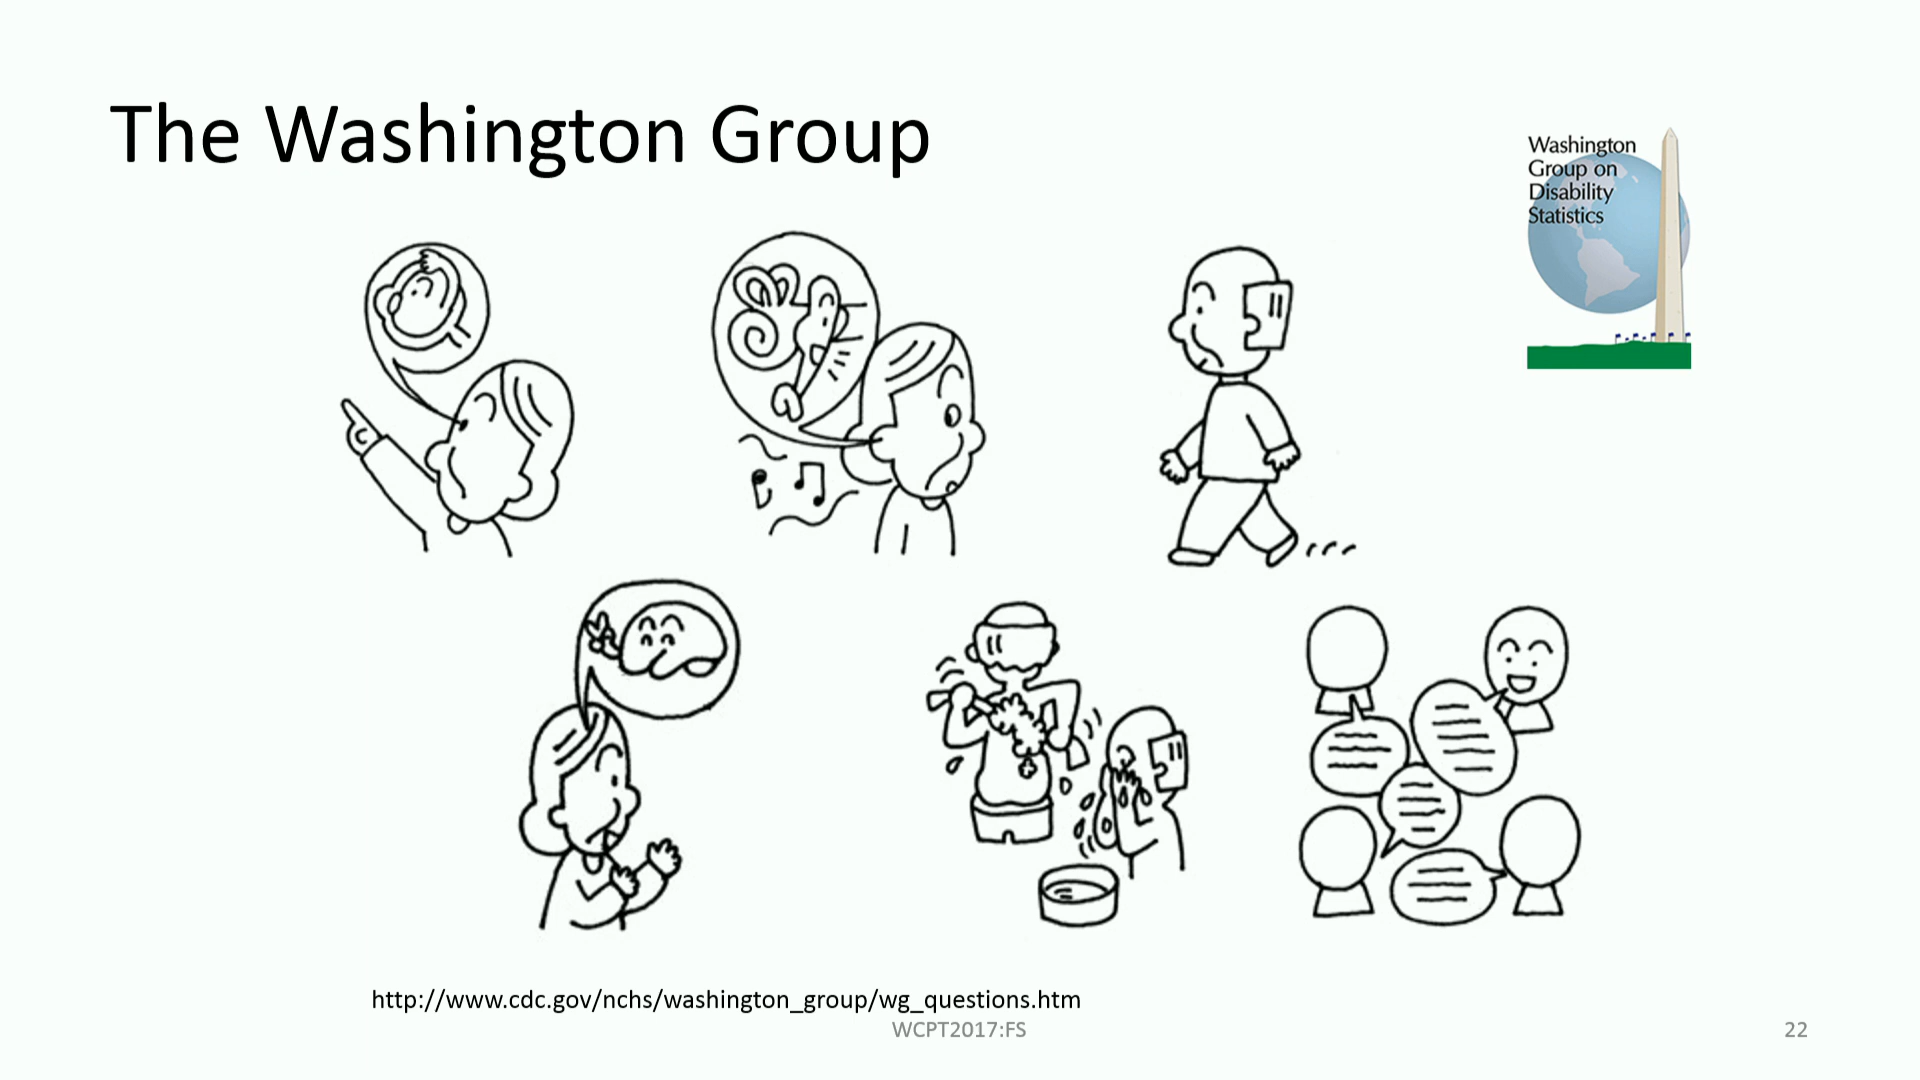 The Washington Group
Washington
Group on
Disability
Statistics
http://www.cdc.gov/nchs/washington_group/wg_questions.htm
WCPT2017:FS
22